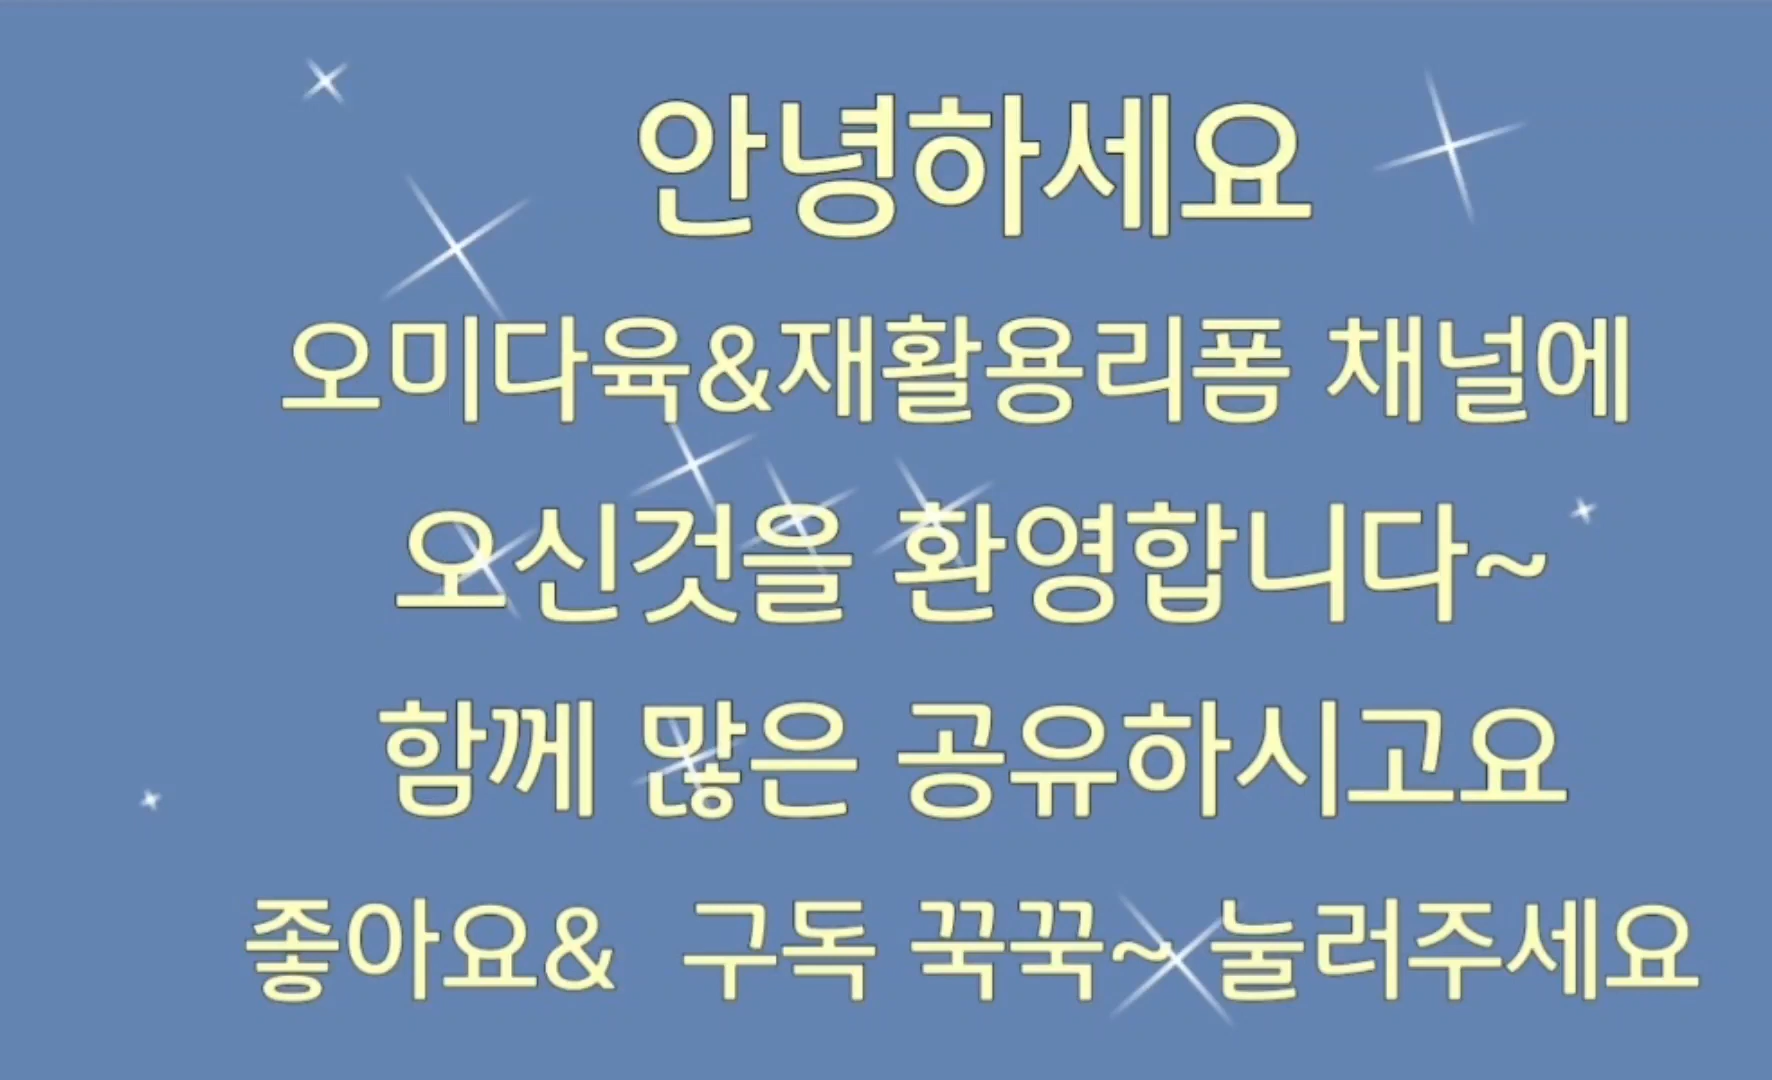 안녕하세요
오미다육&재활용리폼 채널에
오신것을 환영합니다~
함께 많은 공유하시고요
좋아요& 구독 꾹꾹~ 눌러주세요